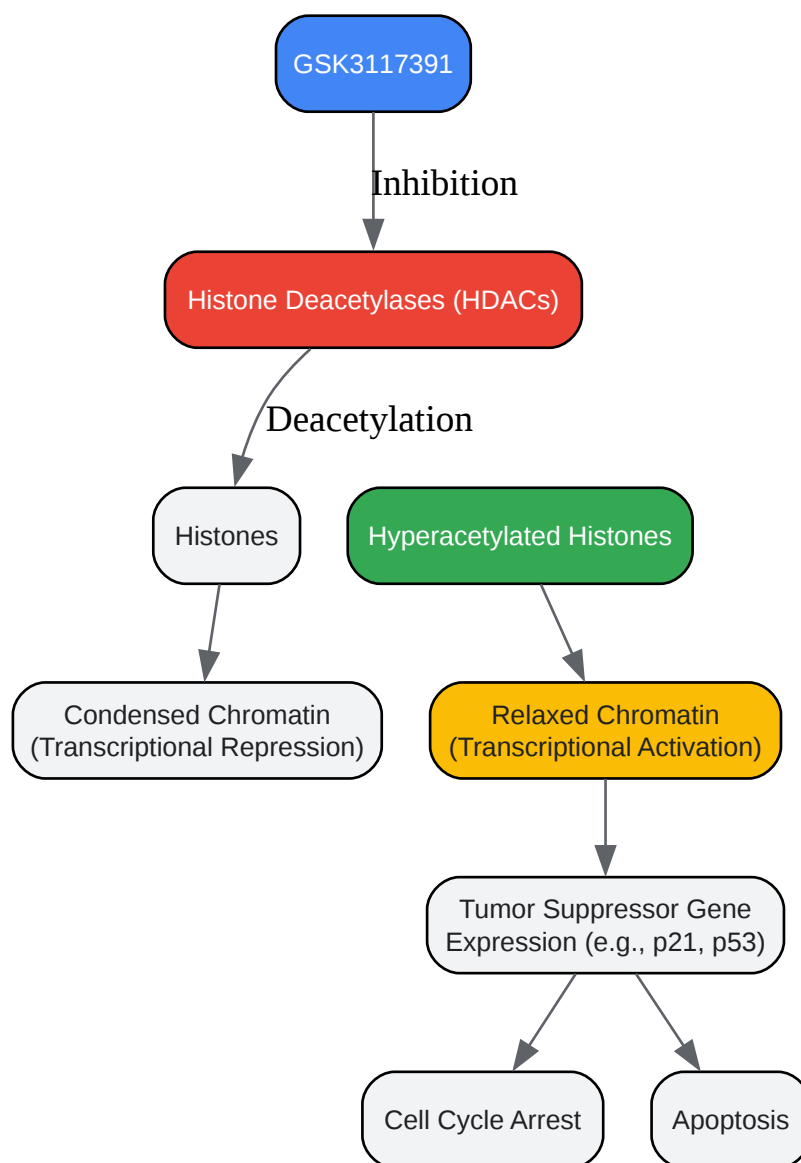 GSK3117391
Inhibition
Histone Deacetylases (HDACs)
Deacetylation
Histones
Hyperacetylated Histones
Condensed Chromatin
(Transcriptional Repression)
Relaxed Chromatin
(Transcriptional Activation)
Tumor Suppressor Gene
Expression (e.g., p21, p53)
Cell Cycle Arrest
Apoptosis